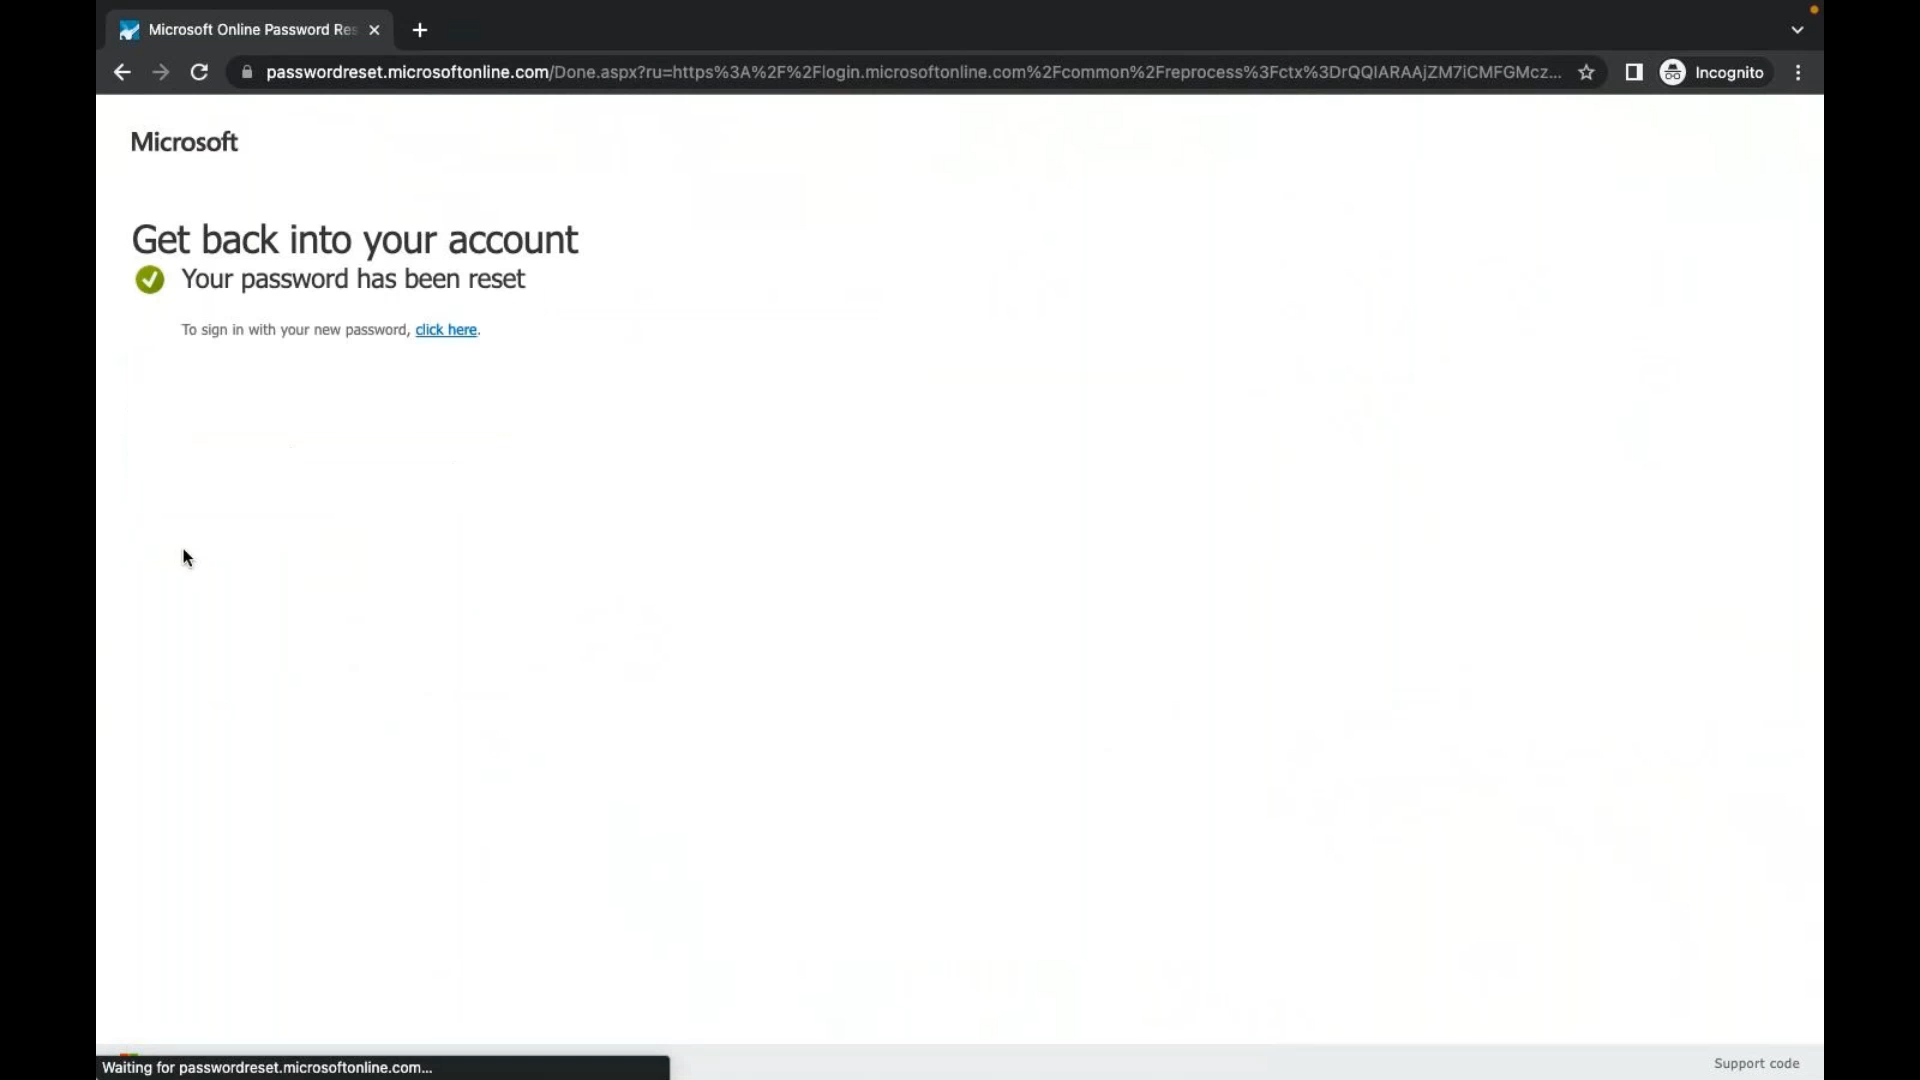 Microsoft Online Password Res
passwordreset.microsoftonline.com/Done.aspx?ru=https%3A%2F%2Flogin.microsoftonline.com%2Fcommon%2Freprocess%3Fctx%3DrQQIARAAjZM7iCMFGMcz...
Incognito
Microsoft
Get back into your account
Your password has been reset
To sign in with your new password, click here.
Waiting for passwordreset.microsoftonline.com...
Support code